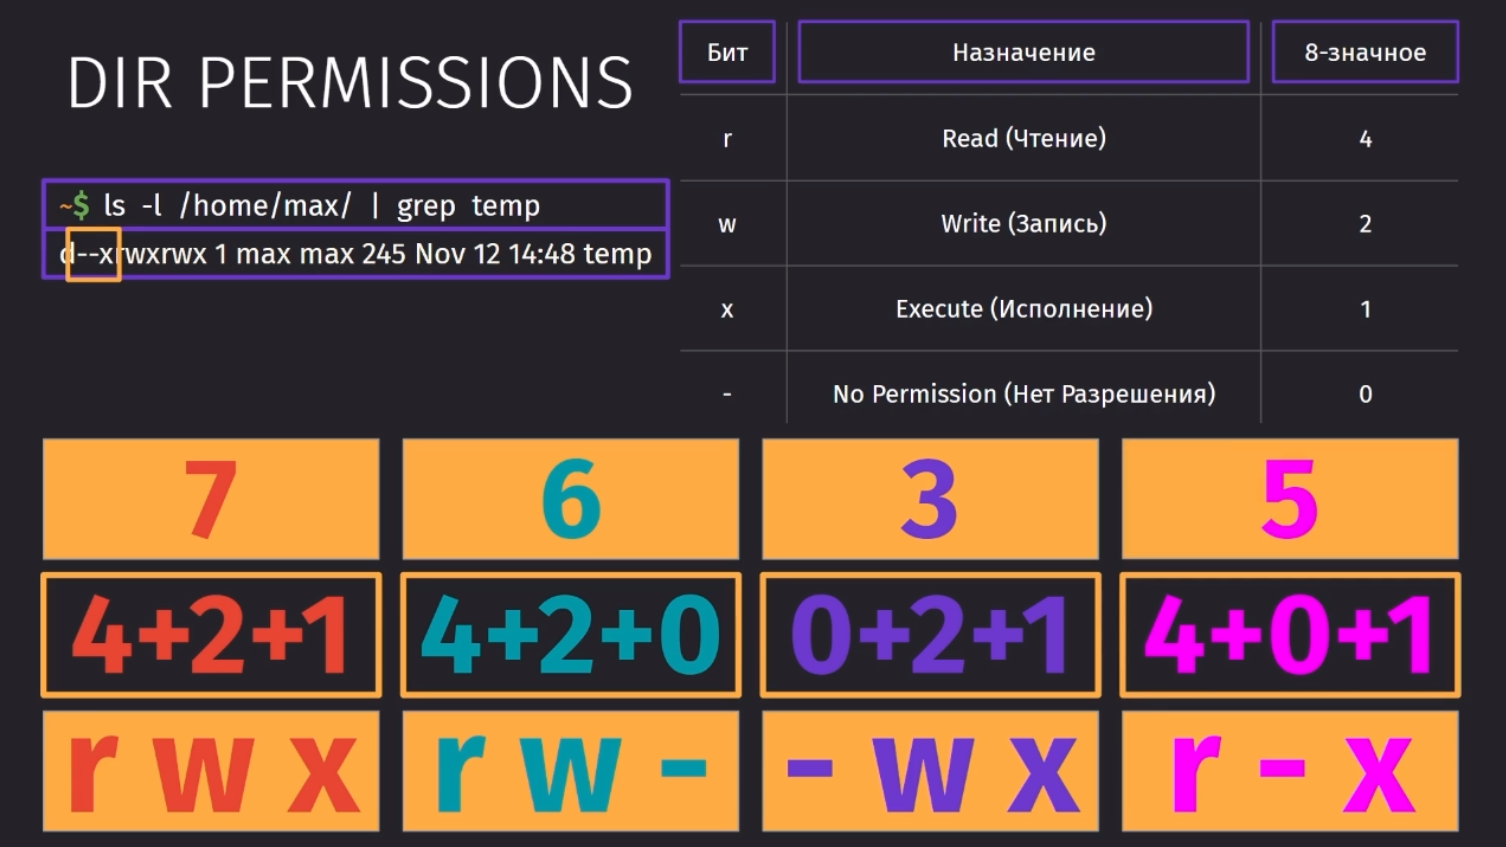 DIR PERMISSIONS
~$ ls -l /home/max/ | grep temp
d--xrwxrwx 1 max max 245 Nov 12 14:48 temp
Бит Назначение 8-значное
r Read (Чтение) 4
w Write (Запись) 2
x Execute (Исполнение) 1
- No Permission (Нет Разрешения) 0
7 6 3 5
4+2+1 4+2+0 0+2+1 4+0+1
r w x r w - - w x r - x